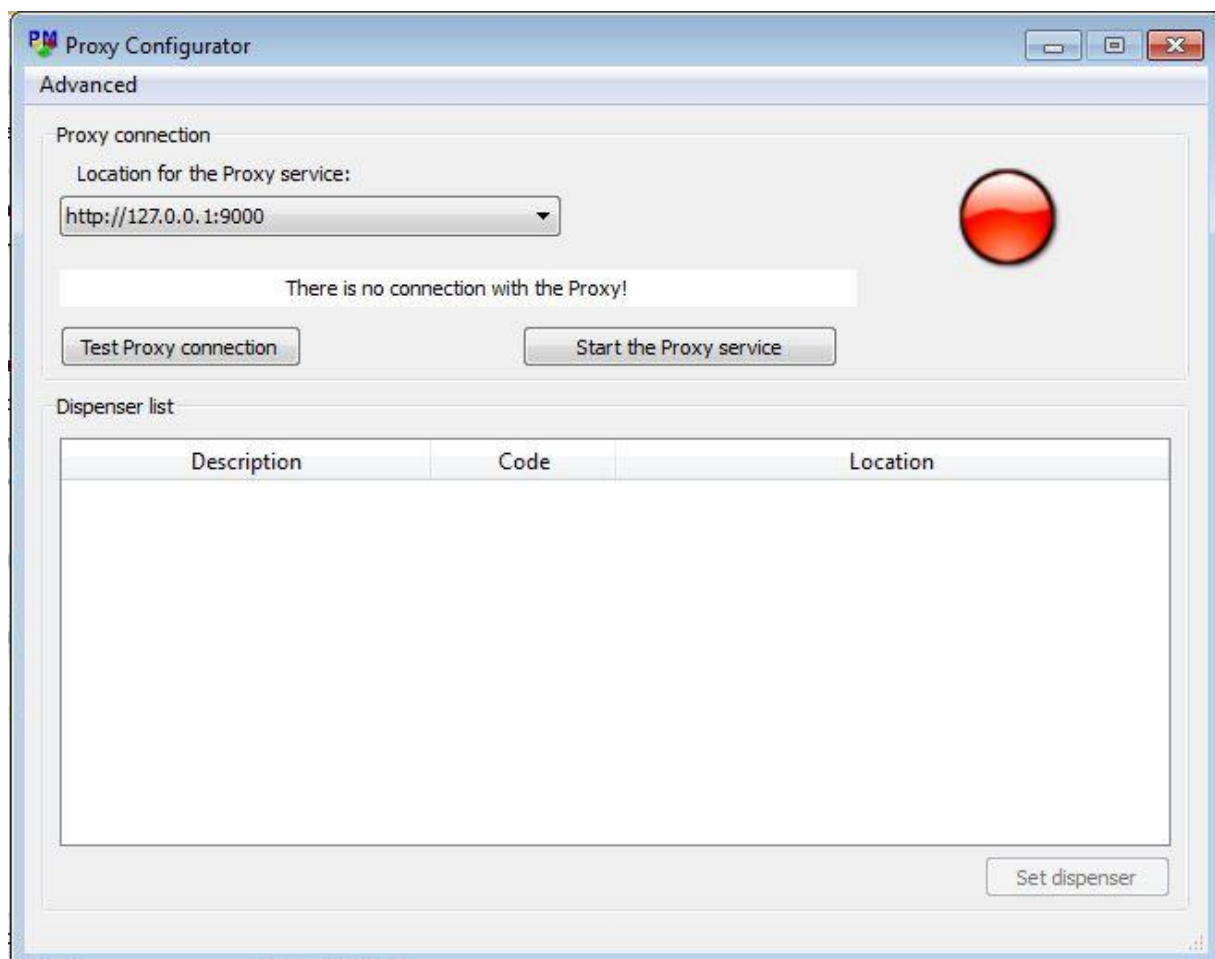 PM Proxy Configurator
Advanced
Proxy connection
Location for the Proxy service:
http://127.0.0.1:9000
There is no connection with the Proxy!
Test Proxy connection
Start the Proxy service
Dispenser list
Description Code Location
Set dispenser